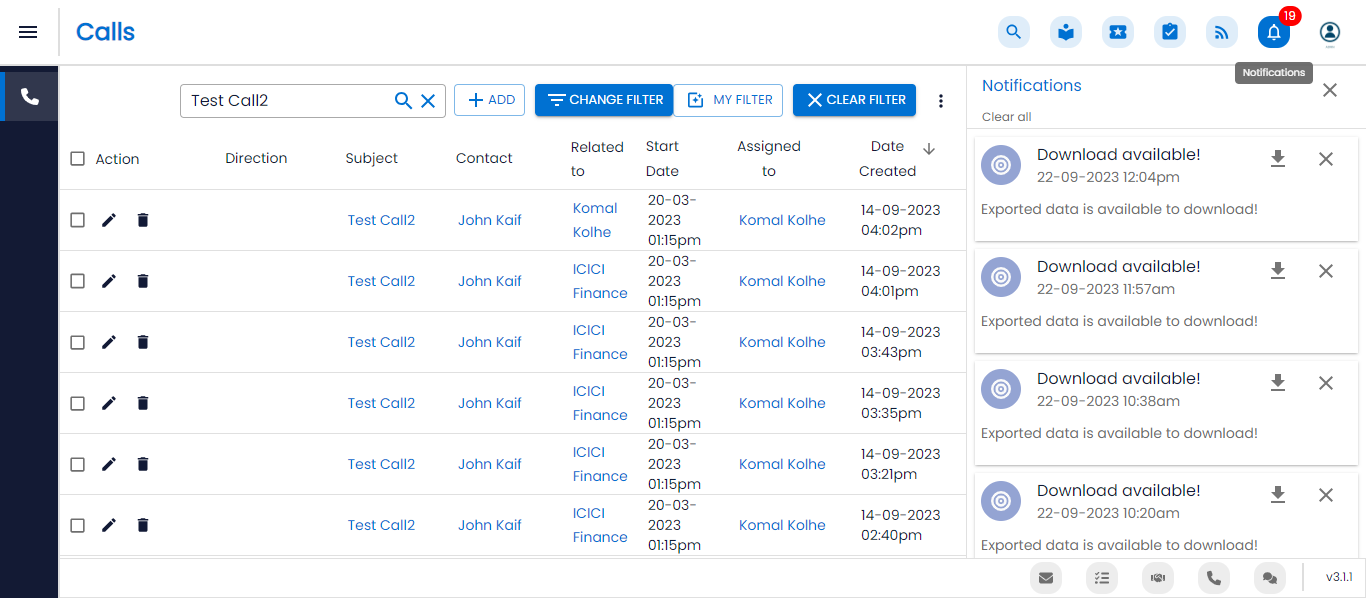 Calls
19
Notifications
Test Call2
ADD
CHANGE FILTER
MY FILTER
CLEAR FILTER
Action
Direction
Subject
Contact
Related
to
Start
Date
Assigned
to
Date
Created
Test Call2
John Kaif
Komal
Kolhe
20-03-
2023
01:15pm
Komal Kolhe
14-09-2023
04:02pm
Test Call2
John Kaif
ICICI
Finance
20-03-
2023
01:15pm
Komal Kolhe
14-09-2023
04:01pm
Test Call2
John Kaif
ICICI
Finance
20-03-
2023
01:15pm
Komal Kolhe
14-09-2023
03:43pm
Test Call2
John Kaif
ICICI
Finance
20-03-
2023
01:15pm
Komal Kolhe
14-09-2023
03:35pm
Test Call2
John Kaif
ICICI
Finance
20-03-
2023
01:15pm
Komal Kolhe
14-09-2023
03:21pm
Test Call2
John Kaif
ICICI
Finance
20-03-
2023
01:15pm
Komal Kolhe
14-09-2023
02:40pm
Notifications
Clear all
Download available!
22-09-2023 12:04pm
Exported data is available to download!
Download available!
22-09-2023 11:57am
Exported data is available to download!
Download available!
22-09-2023 10:38am
Exported data is available to download!
Download available!
22-09-2023 10:20am
Exported data is available to download!
v3.1.1